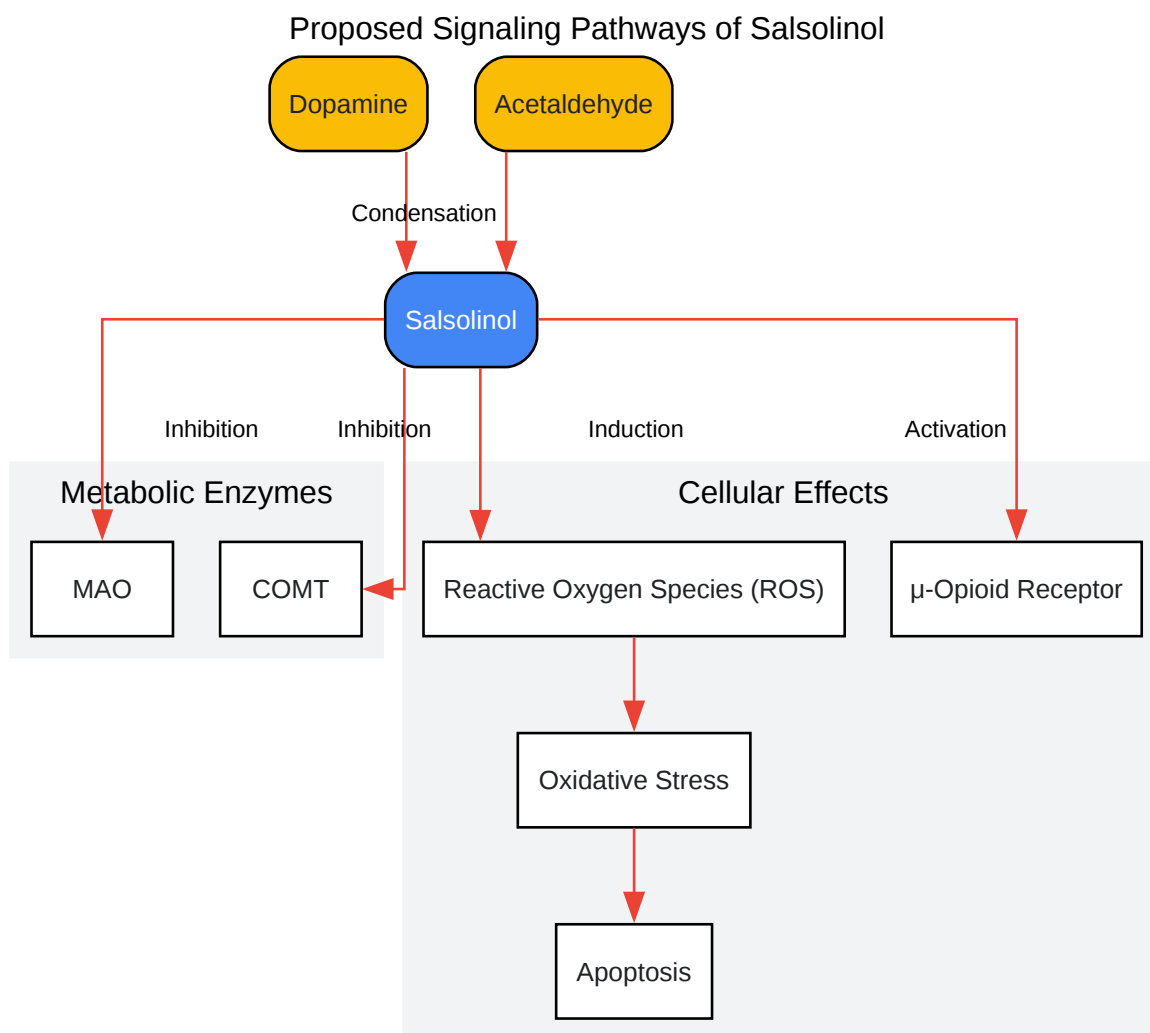 Proposed Signaling Pathways of Salsolinol
Dopamine
Acetaldehyde
Condensation
Salsolinol
Inhibition
Inhibition
Induction
Activation
Metabolic Enzymes
Cellular Effects
MAO
COMT
Reactive Oxygen Species (ROS)
μ-Opioid Receptor
Oxidative Stress
Apoptosis